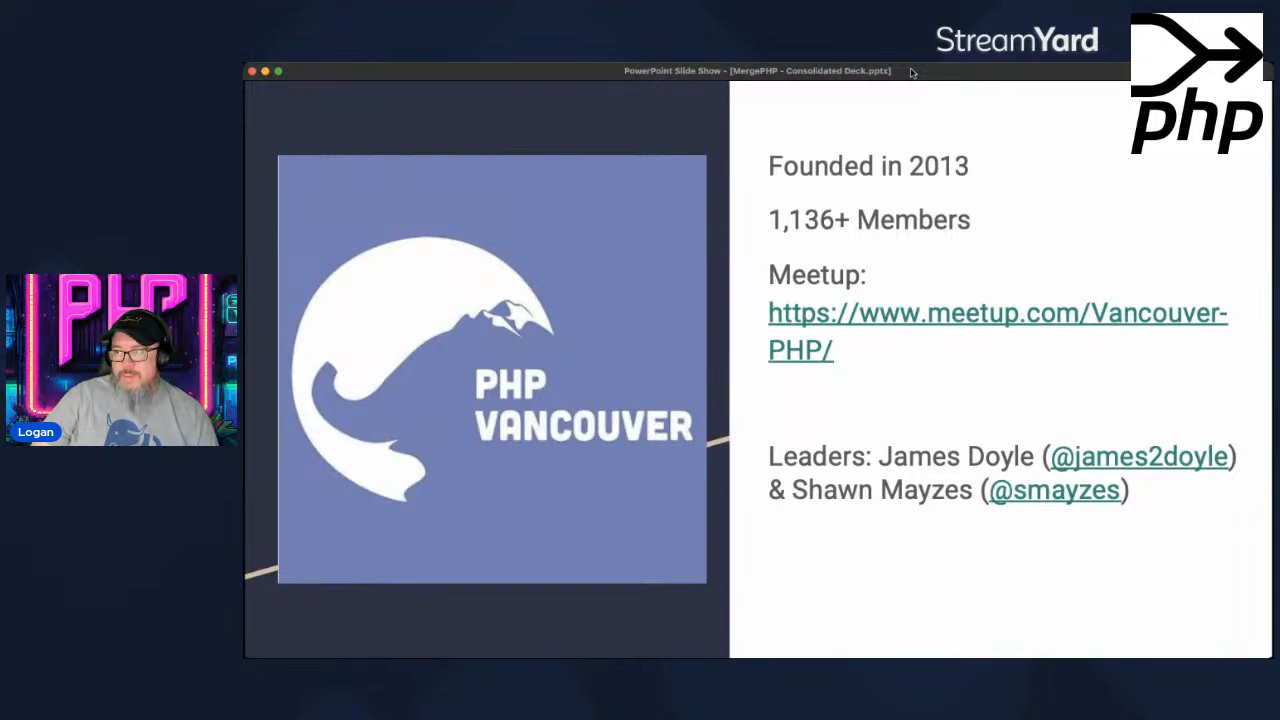 StreamYard
php
PowerPoint Slide Show - [MergePHP - Consolidated Deck.pptx]
Founded in 2013
1,136+ Members
Meetup:
https://www.meetup.com/Vancouver-
PHP/
PHP
VANCOUVER
Leaders: James Doyle (@james2doyle)
& Shawn Mayzes (@smayzes)
PHP
Logan